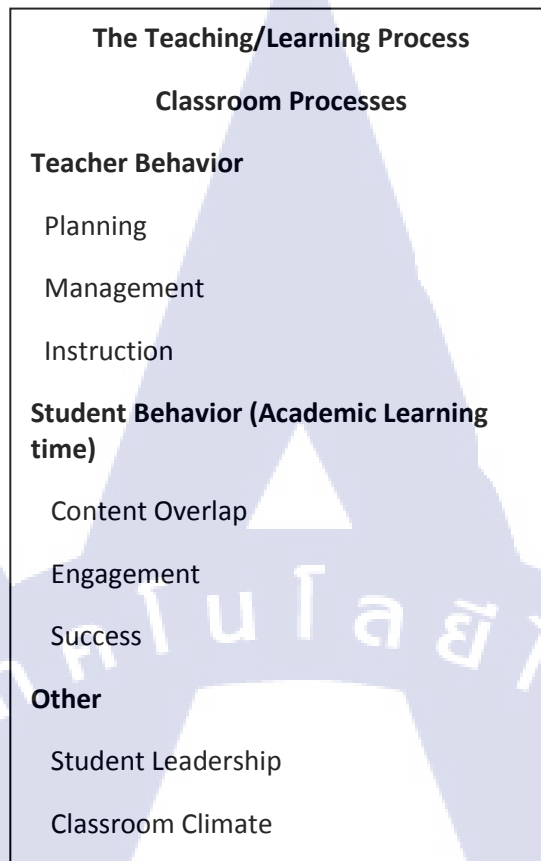 The Teaching/Learning Process
Classroom Processes
Teacher Behavior
Planning
Management
Instruction
Student Behavior (Academic Learning
time)
Content Overlap
Engagement
Success
Other
Student Leadership
Classroom Climate